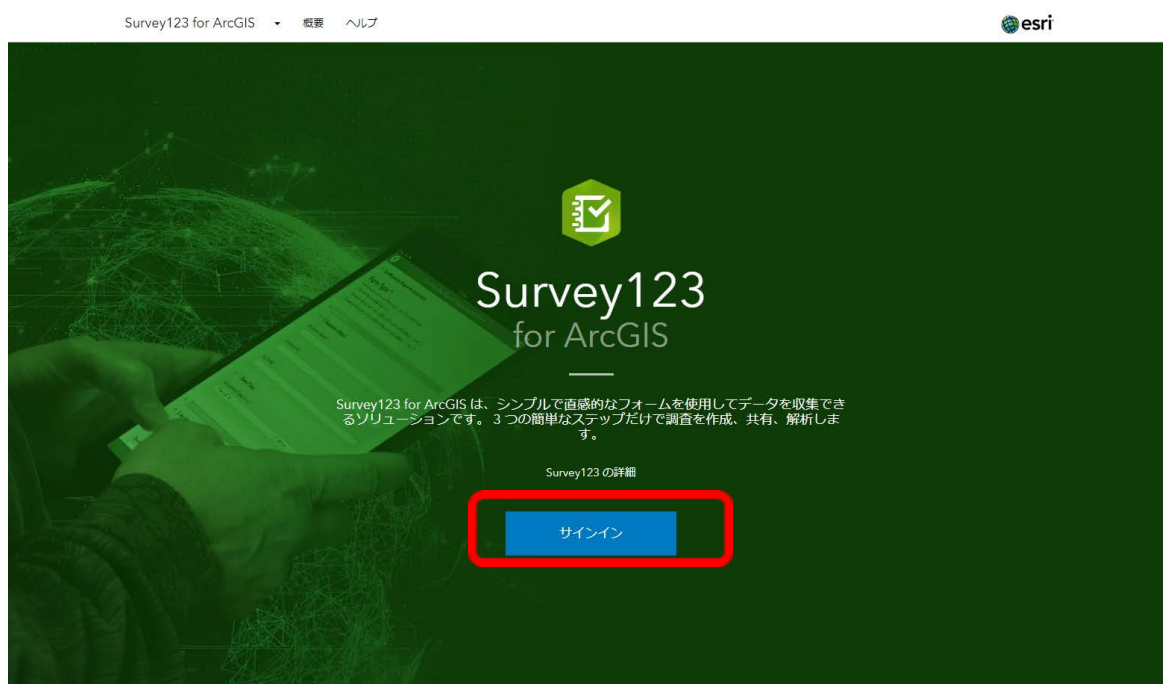 Survey123 for ArcGIS 概要 ヘルプ
esri
Survey123
for ArcGIS
Survey123 for ArcGIS は、シンプルで直感的なフォームを使用してデータを収集でき
るソリューションです。 3 つの簡単なステップだけで調査を作成、共有、解析しま
す。
Survey123 の詳細
サインイン